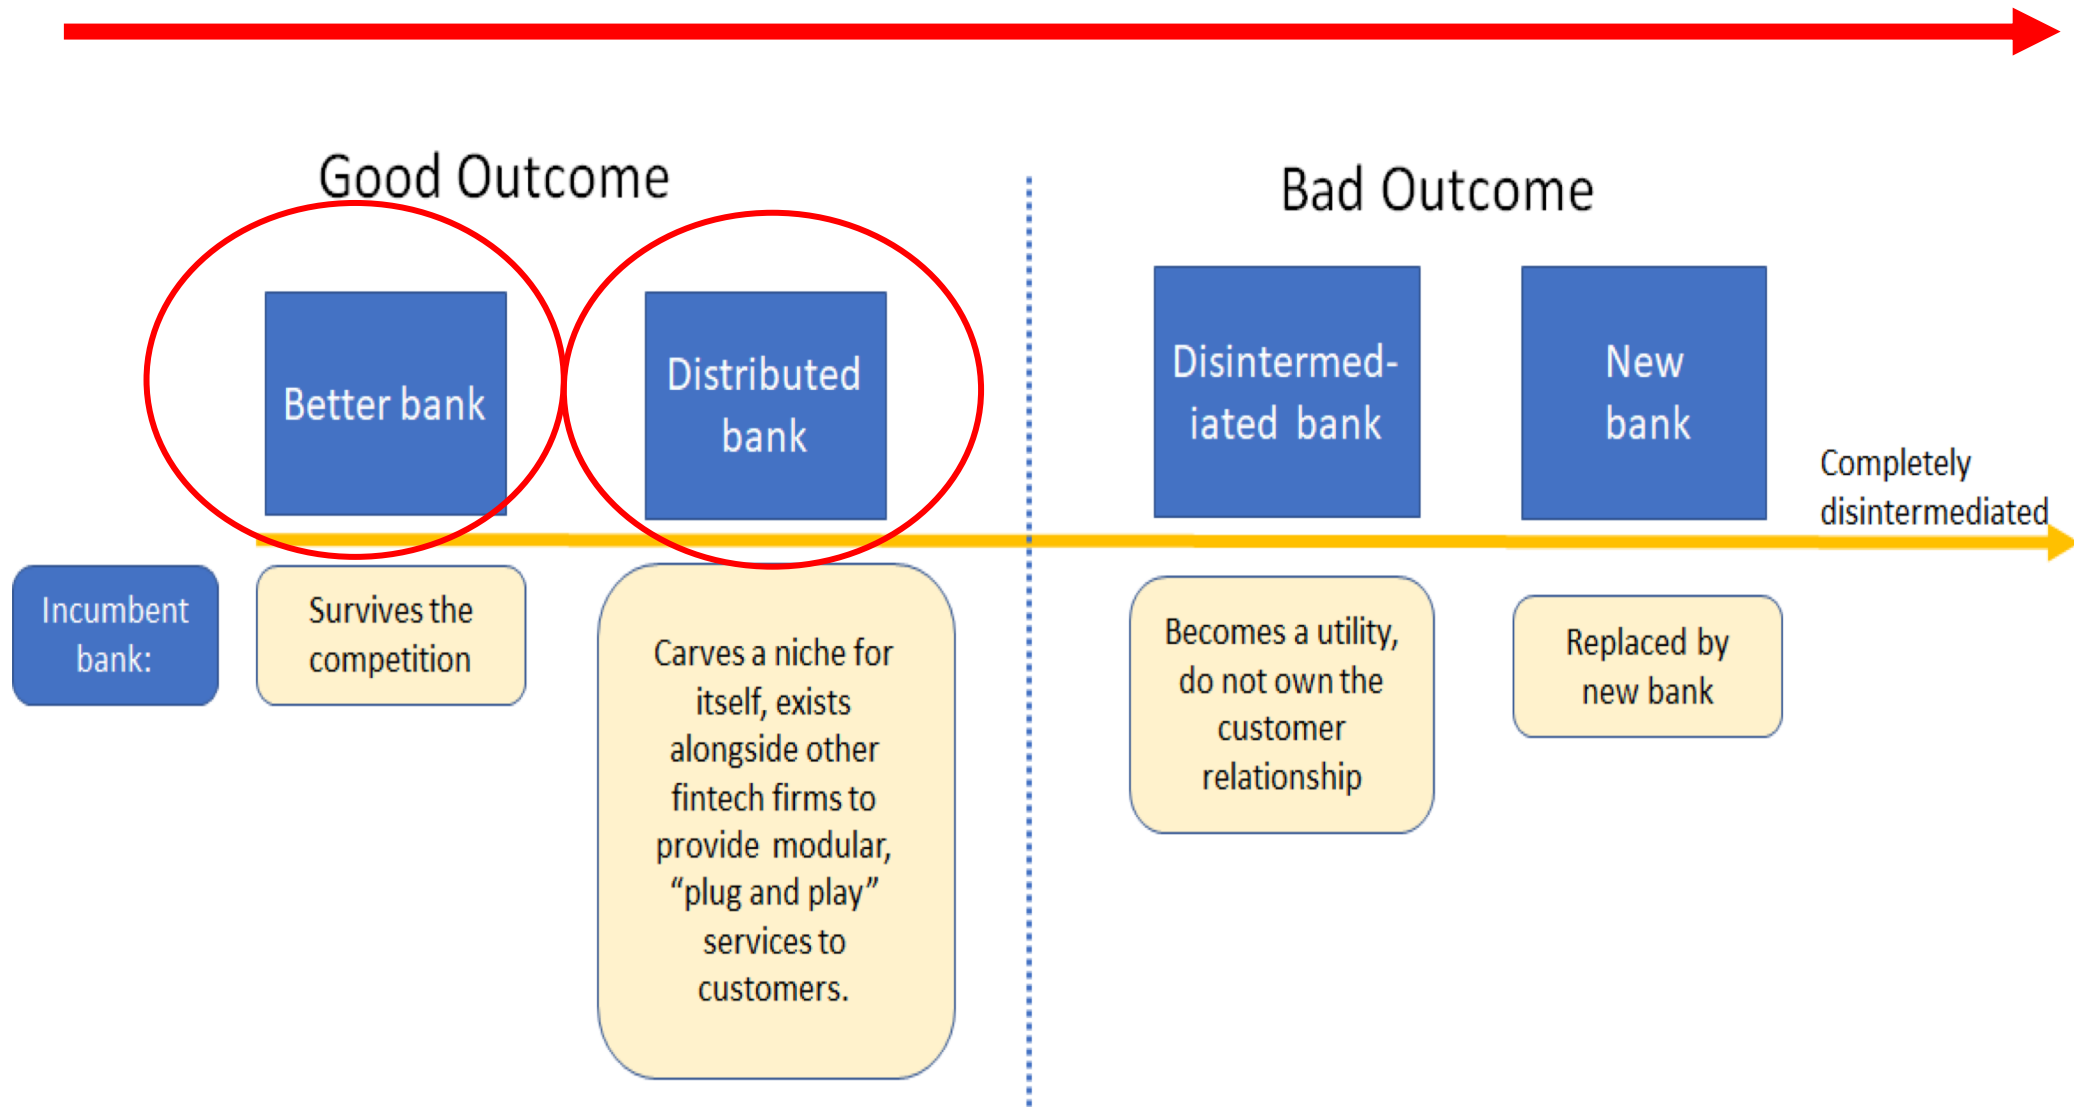 Good Outcome
Bad Outcome
Better bank
Distributed
bank
Disintermed-
iated bank
New
bank
Completely
disintermediated
Incumbent
bank:
Survives the
competition
Carves a niche for
itself, exists
alongside other
fintech firms to
provide modular,
“plug and play”
services to
customers.
Becomes a utility,
do not own the
customer
relationship
Replaced by
new bank